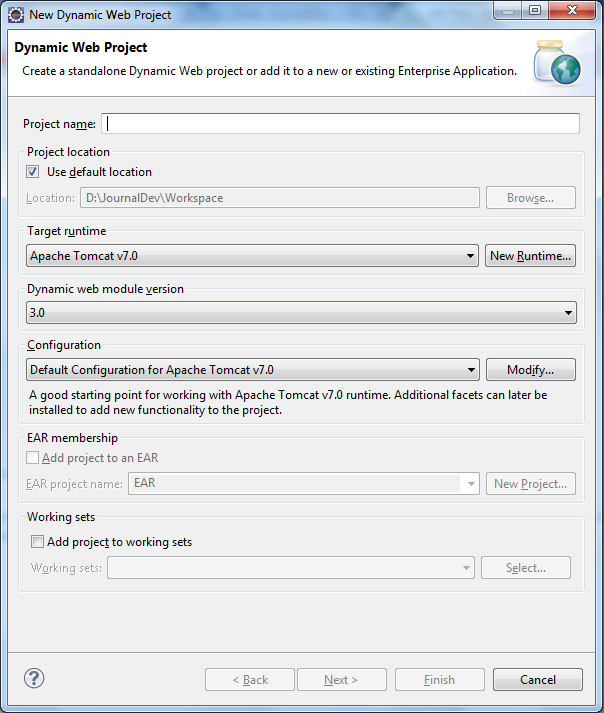 New Dynamic Web Project
Dynamic Web Project
Create a standalone Dynamic Web project or add it to a new or existing Enterprise Application.
Project name:
Project location
Use default location
Location: D:\JournalDev\Workspace Browse...
Target runtime
Apache Tomcat v7.0 New Runtime...
Dynamic web module version
3.0
Configuration
Default Configuration for Apache Tomcat v7.0 Modify...
A good starting point for working with Apache Tomcat v7.0 runtime. Additional facets can later be
installed to add new functionality to the project.
EAR membership
Add project to an EAR
EAR project name: EAR New Project...
Working sets
Add project to working sets
Working sets: Select...
? < Back Next > Finish Cancel